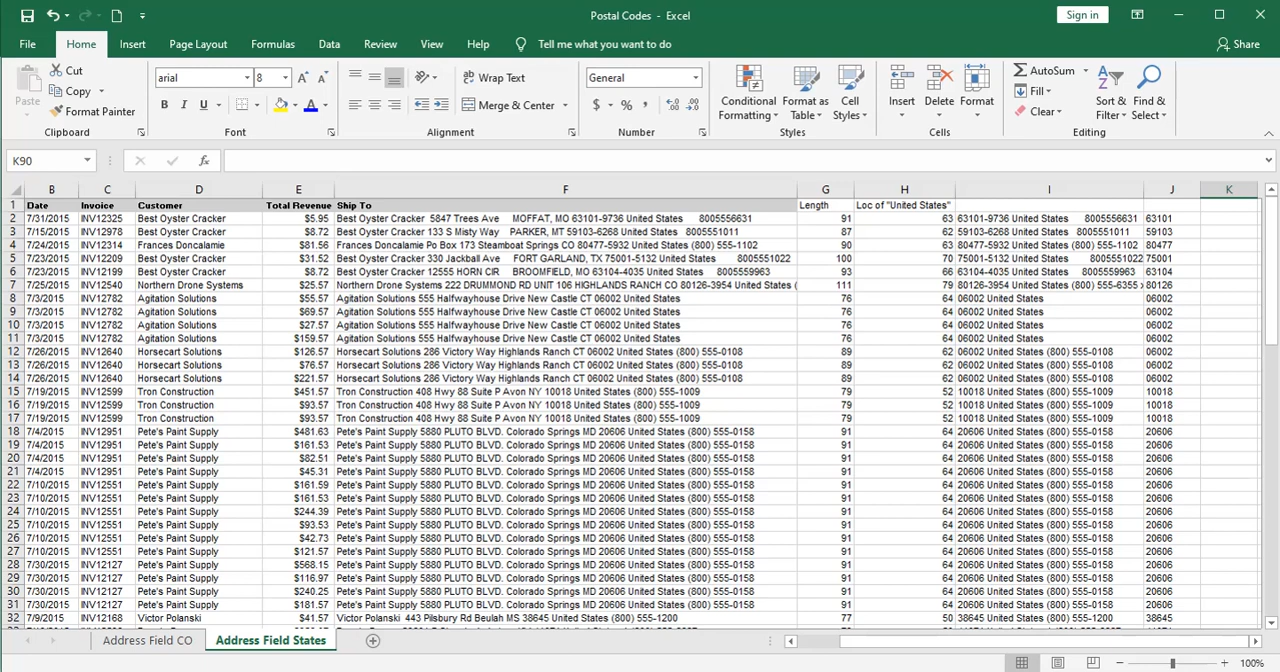 Postal Codes - Excel
Sign in
File Home Insert Page Layout Formulas Data Review View Help Tell me what you want to do Share
Paste Cut Copy Format Painter Clipboard
arial 8 B I U A Font
Wrap Text Merge & Center Alignment
General $ % , Number
Conditional Formatting Format as Table Cell Styles Styles
Insert Delete Format Cells
AutoSum Fill Clear Sort & Filter Find & Select Editing
K90 fx
B C D E F G H I J K
1 Date Invoice Customer Total Revenue Ship To Length Loc of "United States"
2 7/31/2015 INV12325 Best Oyster Cracker $5.95 Best Oyster Cracker 5847 Trees Ave MOFFAT, MO 63101-9736 United States 8005556631 91 63 63101-9736 United States 8005556631 63101
3 7/15/2015 INV12978 Best Oyster Cracker $8.72 Best Oyster Cracker 133 S Misty Way PARKER, MT 59103-6268 United States 8005551011 87 62 59103-6268 United States 8005551011 59103
4 7/24/2015 INV12314 Frances Doncalamie $81.56 Frances Doncalamie Po Box 173 Steamboat Springs CO 80477-5932 United States (800) 555-1102 90 63 80477-5932 United States (800) 555-1102 80477
5 7/23/2015 INV12209 Best Oyster Cracker $31.52 Best Oyster Cracker 330 Jackball Ave FORT GARLAND, TX 75001-5132 United States 8005551022 100 70 75001-5132 United States 8005551022 75001
6 7/23/2015 INV12199 Best Oyster Cracker $8.72 Best Oyster Cracker 12555 HORN CIR BROOMFIELD, MO 63104-4035 United States 8005559963 93 66 63104-4035 United States 8005559963 63104
7 7/25/2015 INV12540 Northern Drone Systems $25.57 Northern Drone Systems 222 DRUMMOND RD UNIT 106 HIGHLANDS RANCH CO 80126-3954 United States ( 111 79 80126-3954 United States (800) 555-6355 x 80126
8 7/3/2015 INV12782 Agitation Solutions $55.57 Agitation Solutions 555 Halfwayhouse Drive New Castle CT 06002 United States 76 64 06002 United States 06002
9 7/3/2015 INV12782 Agitation Solutions $69.57 Agitation Solutions 555 Halfwayhouse Drive New Castle CT 06002 United States 76 64 06002 United States 06002
10 7/3/2015 INV12782 Agitation Solutions $27.57 Agitation Solutions 555 Halfwayhouse Drive New Castle CT 06002 United States 76 64 06002 United States 06002
11 7/3/2015 INV12782 Agitation Solutions $159.57 Agitation Solutions 555 Halfwayhouse Drive New Castle CT 06002 United States 76 64 06002 United States 06002
12 7/26/2015 INV12640 Horsecart Solutions $126.57 Horsecart Solutions 286 Victory Way Highlands Ranch CT 06002 United States (800) 555-0108 89 62 06002 United States (800) 555-0108 06002
13 7/26/2015 INV12640 Horsecart Solutions $76.57 Horsecart Solutions 286 Victory Way Highlands Ranch CT 06002 United States (800) 555-0108 89 62 06002 United States (800) 555-0108 06002
14 7/26/2015 INV12640 Horsecart Solutions $221.57 Horsecart Solutions 286 Victory Way Highlands Ranch CT 06002 United States (800) 555-0108 89 62 06002 United States (800) 555-0108 06002
15 7/19/2015 INV12599 Tron Construction $451.57 Tron Construction 408 Hwy 88 Suite P Avon NY 10018 United States (800) 555-1009 79 52 10018 United States (800) 555-1009 10018
16 7/19/2015 INV12599 Tron Construction $93.57 Tron Construction 408 Hwy 88 Suite P Avon NY 10018 United States (800) 555-1009 79 52 10018 United States (800) 555-1009 10018
17 7/19/2015 INV12599 Tron Construction $93.57 Tron Construction 408 Hwy 88 Suite P Avon NY 10018 United States (800) 555-1009 79 52 10018 United States (800) 555-1009 10018
18 7/4/2015 INV12951 Pete's Paint Supply $481.63 Pete's Paint Supply 5880 PLUTO BLVD. Colorado Springs MD 20606 United States (800) 555-0158 91 64 20606 United States (800) 555-0158 20606
19 7/4/2015 INV12951 Pete's Paint Supply $161.53 Pete's Paint Supply 5880 PLUTO BLVD. Colorado Springs MD 20606 United States (800) 555-0158 91 64 20606 United States (800) 555-0158 20606
20 7/4/2015 INV12951 Pete's Paint Supply $82.51 Pete's Paint Supply 5880 PLUTO BLVD. Colorado Springs MD 20606 United States (800) 555-0158 91 64 20606 United States (800) 555-0158 20606
21 7/4/2015 INV12951 Pete's Paint Supply $45.31 Pete's Paint Supply 5880 PLUTO BLVD. Colorado Springs MD 20606 United States (800) 555-0158 91 64 20606 United States (800) 555-0158 20606
22 7/10/2015 INV12551 Pete's Paint Supply $161.59 Pete's Paint Supply 5880 PLUTO BLVD. Colorado Springs MD 20606 United States (800) 555-0158 91 64 20606 United States (800) 555-0158 20606
23 7/10/2015 INV12551 Pete's Paint Supply $161.53 Pete's Paint Supply 5880 PLUTO BLVD. Colorado Springs MD 20606 United States (800) 555-0158 91 64 20606 United States (800) 555-0158 20606
24 7/10/2015 INV12551 Pete's Paint Supply $244.39 Pete's Paint Supply 5880 PLUTO BLVD. Colorado Springs MD 20606 United States (800) 555-0158 91 64 20606 United States (800) 555-0158 20606
25 7/10/2015 INV12551 Pete's Paint Supply $93.53 Pete's Paint Supply 5880 PLUTO BLVD. Colorado Springs MD 20606 United States (800) 555-0158 91 64 20606 United States (800) 555-0158 20606
26 7/10/2015 INV12551 Pete's Paint Supply $42.73 Pete's Paint Supply 5880 PLUTO BLVD. Colorado Springs MD 20606 United States (800) 555-0158 91 64 20606 United States (800) 555-0158 20606
27 7/10/2015 INV12551 Pete's Paint Supply $121.57 Pete's Paint Supply 5880 PLUTO BLVD. Colorado Springs MD 20606 United States (800) 555-0158 91 64 20606 United States (800) 555-0158 20606
28 7/30/2015 INV12127 Pete's Paint Supply $568.15 Pete's Paint Supply 5880 PLUTO BLVD. Colorado Springs MD 20606 United States (800) 555-0158 91 64 20606 United States (800) 555-0158 20606
29 7/30/2015 INV12127 Pete's Paint Supply $116.97 Pete's Paint Supply 5880 PLUTO BLVD. Colorado Springs MD 20606 United States (800) 555-0158 91 64 20606 United States (800) 555-0158 20606
30 7/30/2015 INV12127 Pete's Paint Supply $240.25 Pete's Paint Supply 5880 PLUTO BLVD. Colorado Springs MD 20606 United States (800) 555-0158 91 64 20606 United States (800) 555-0158 20606
31 7/30/2015 INV12127 Pete's Paint Supply $181.57 Pete's Paint Supply 5880 PLUTO BLVD. Colorado Springs MD 20606 United States (800) 555-0158 91 64 20606 United States (800) 555-0158 20606
32 7/9/2015 INV12168 Victor Polanski $41.57 Victor Polanski 443 Pilsbury Rd Beulah MS 38645 United States (800) 555-1200 77 50 38645 United States (800) 555-1200 38645
Address Field CO Address Field States
100%